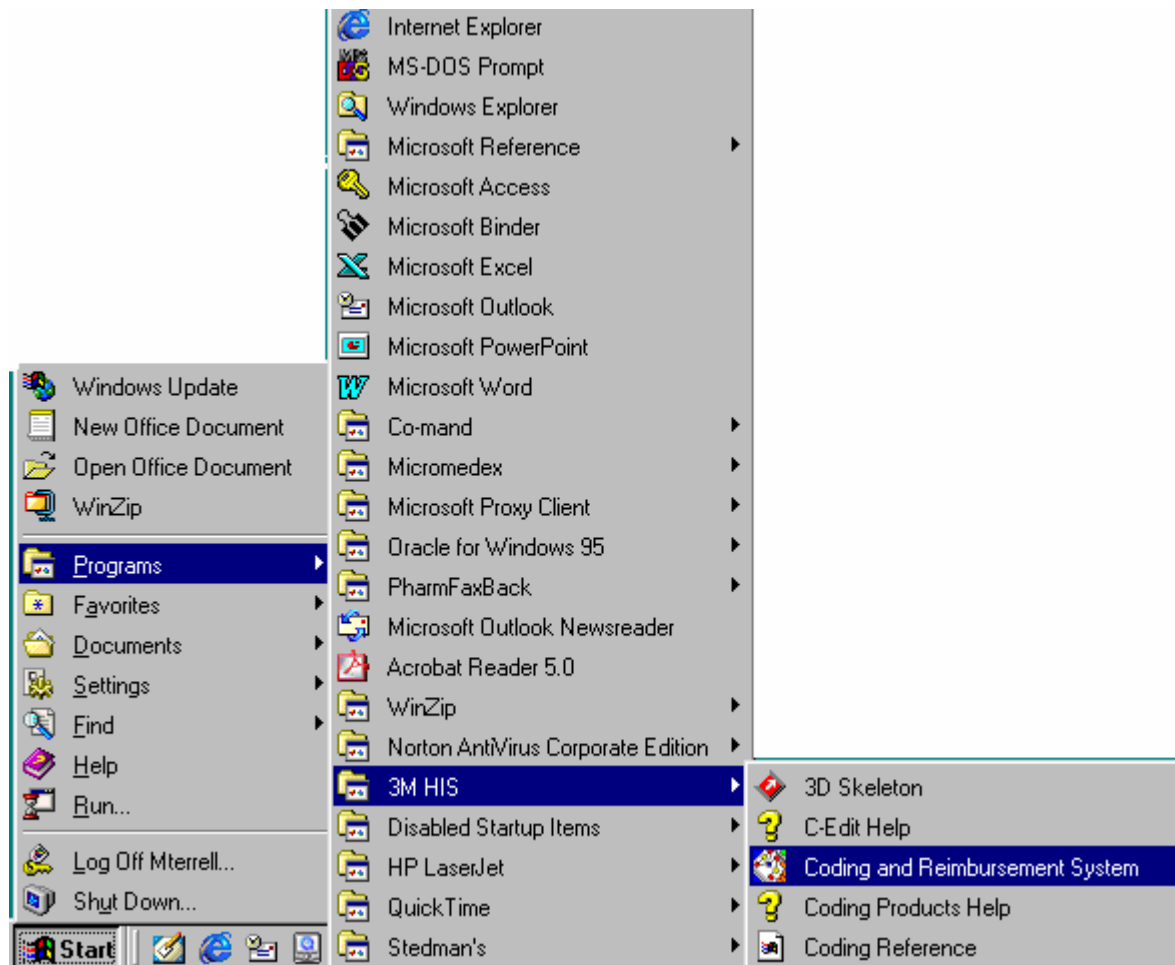 Internet Explorer
MS-DOS Prompt
Windows Explorer
Microsoft Reference
Microsoft Access
Microsoft Binder
Microsoft Excel
Microsoft Outlook
Microsoft PowerPoint
Microsoft Word
Co-mand
Micromedex
Microsoft Proxy Client
Oracle for Windows 95
PharmFaxBack
Microsoft Outlook Newsreader
Acrobat Reader 5.0
WinZip
Norton AntiVirus Corporate Edition
3M HIS
Disabled Startup Items
HP LaserJet
QuickTime
Stedman's
Windows Update
New Office Document
Open Office Document
WinZip
Programs
Favorites
Documents
Settings
Find
Help
Run...
Log Off Mterrell...
Shut Down...
Start
3D Skeleton
C-Edit Help
Coding and Reimbursement System
Coding Products Help
Coding Reference